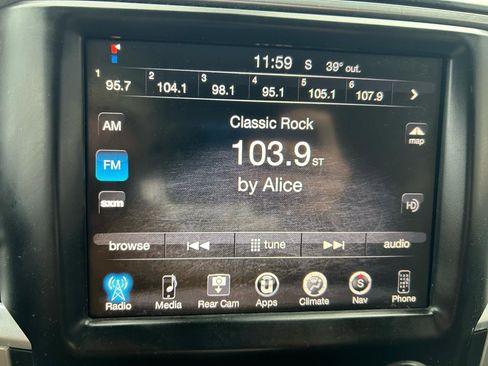 11:59 S 39° out.
1 95.7 2 104.1 3 98.1 4 95.1 5 105.1 6 107.9
AM
Classic Rock
map
FM
103.9 ST
by Alice
sxm
HD
browse tune audio
Radio Media Rear Cam Apps Climate Nav Phone